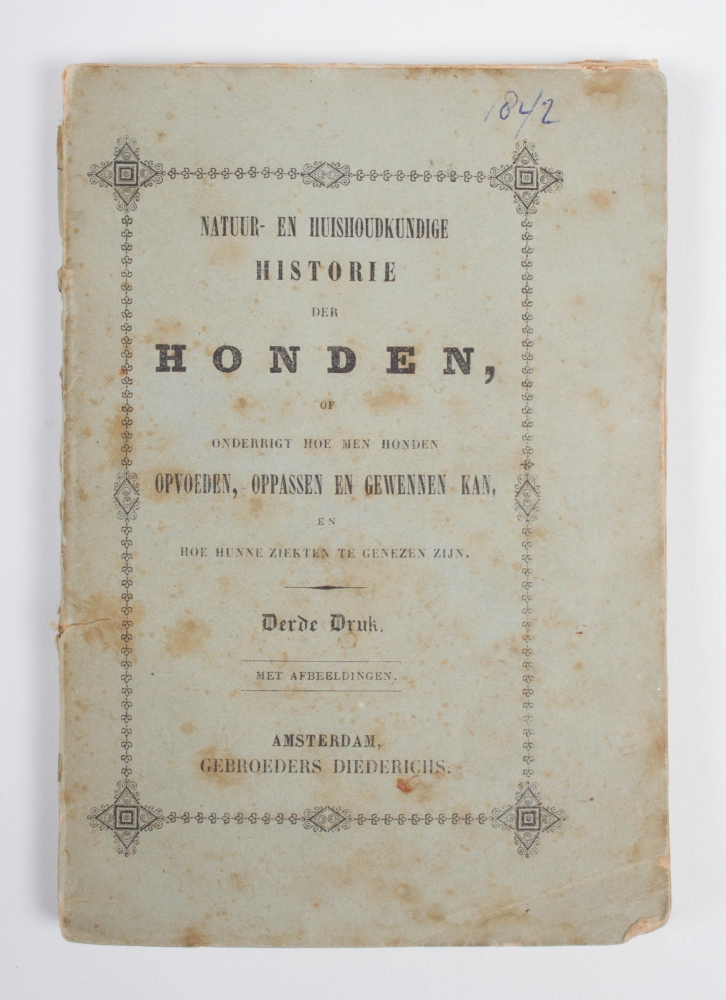 1842
NATUUR- EN HUISHOUDKUNDIGE
HISTORIE
DER
HONDEN,
OF
ONDERRIGT HOE MEN HONDEN
OPVOEDEN, OPPASSEN EN GEWENNEN KAN,
EN
HOE HUNNE ZIEKTEN TE GENEZEN ZIJN.
Derde Druk.
MET AFBEELDINGEN.
AMSTERDAM,
GEBROEDERS DIEDERICHS.